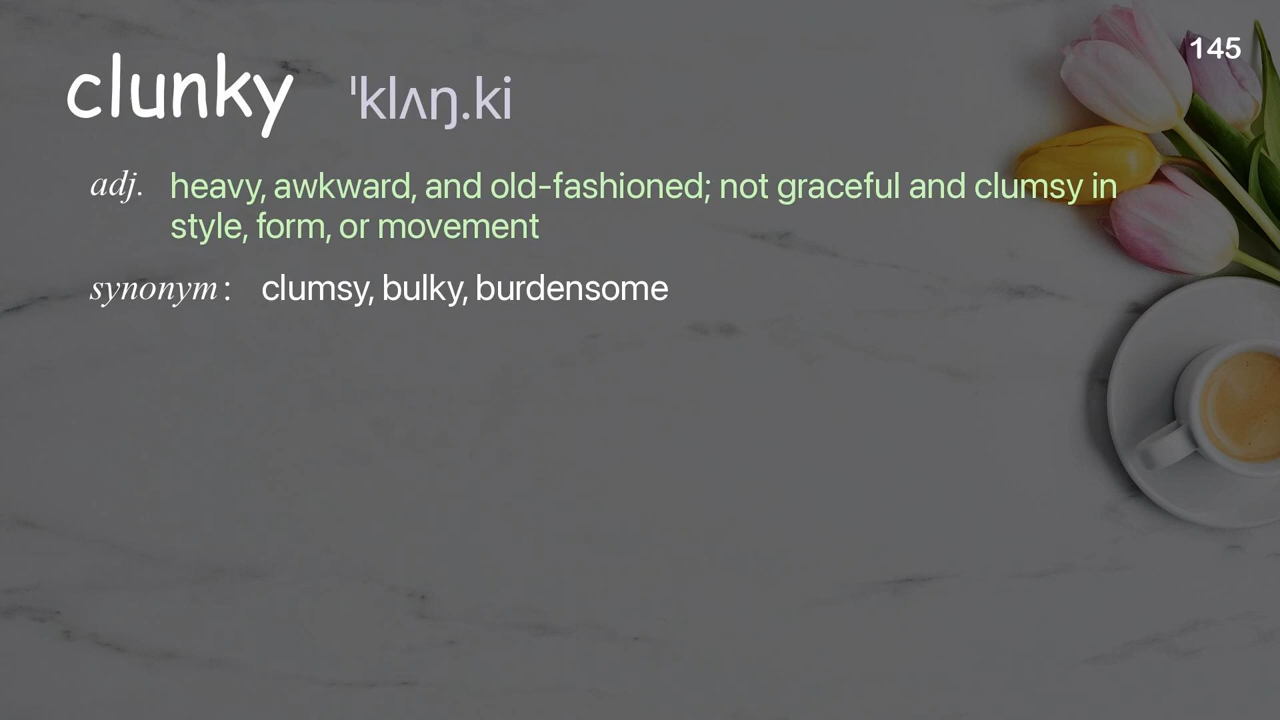 145
clunky ˈklʌŋ.ki
adj. heavy, awkward, and old-fashioned; not graceful and clumsy in
style, form, or movement
synonym: clumsy, bulky, burdensome